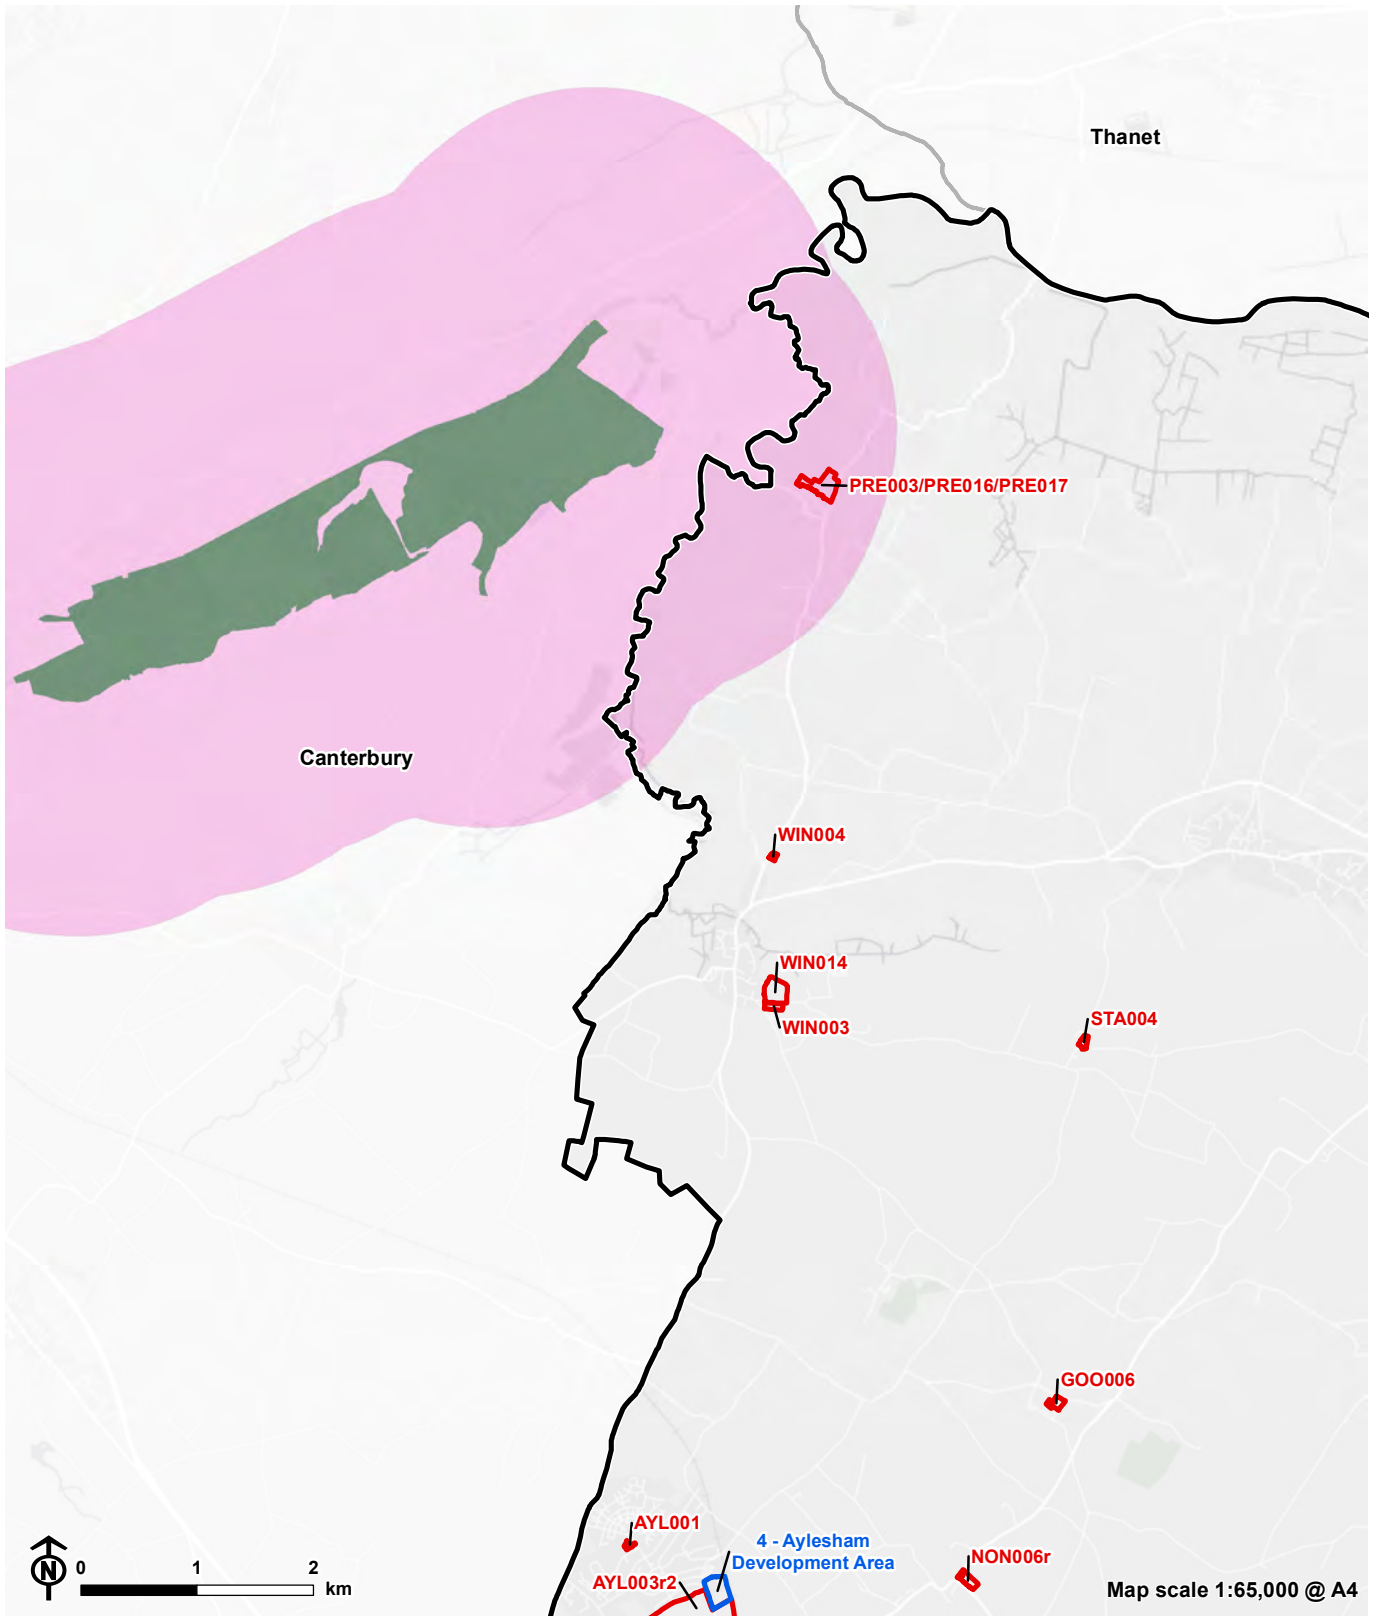 Thanet
PRE003/PRE016/PRE017
Canterbury
WIN004
WIN014
WIN003
STA004
GOO006
AYL001
4 - Aylesham
Development Area
NON006r
AYL003r2
N
0 1 2
km
Map scale 1:65,000 @ A4